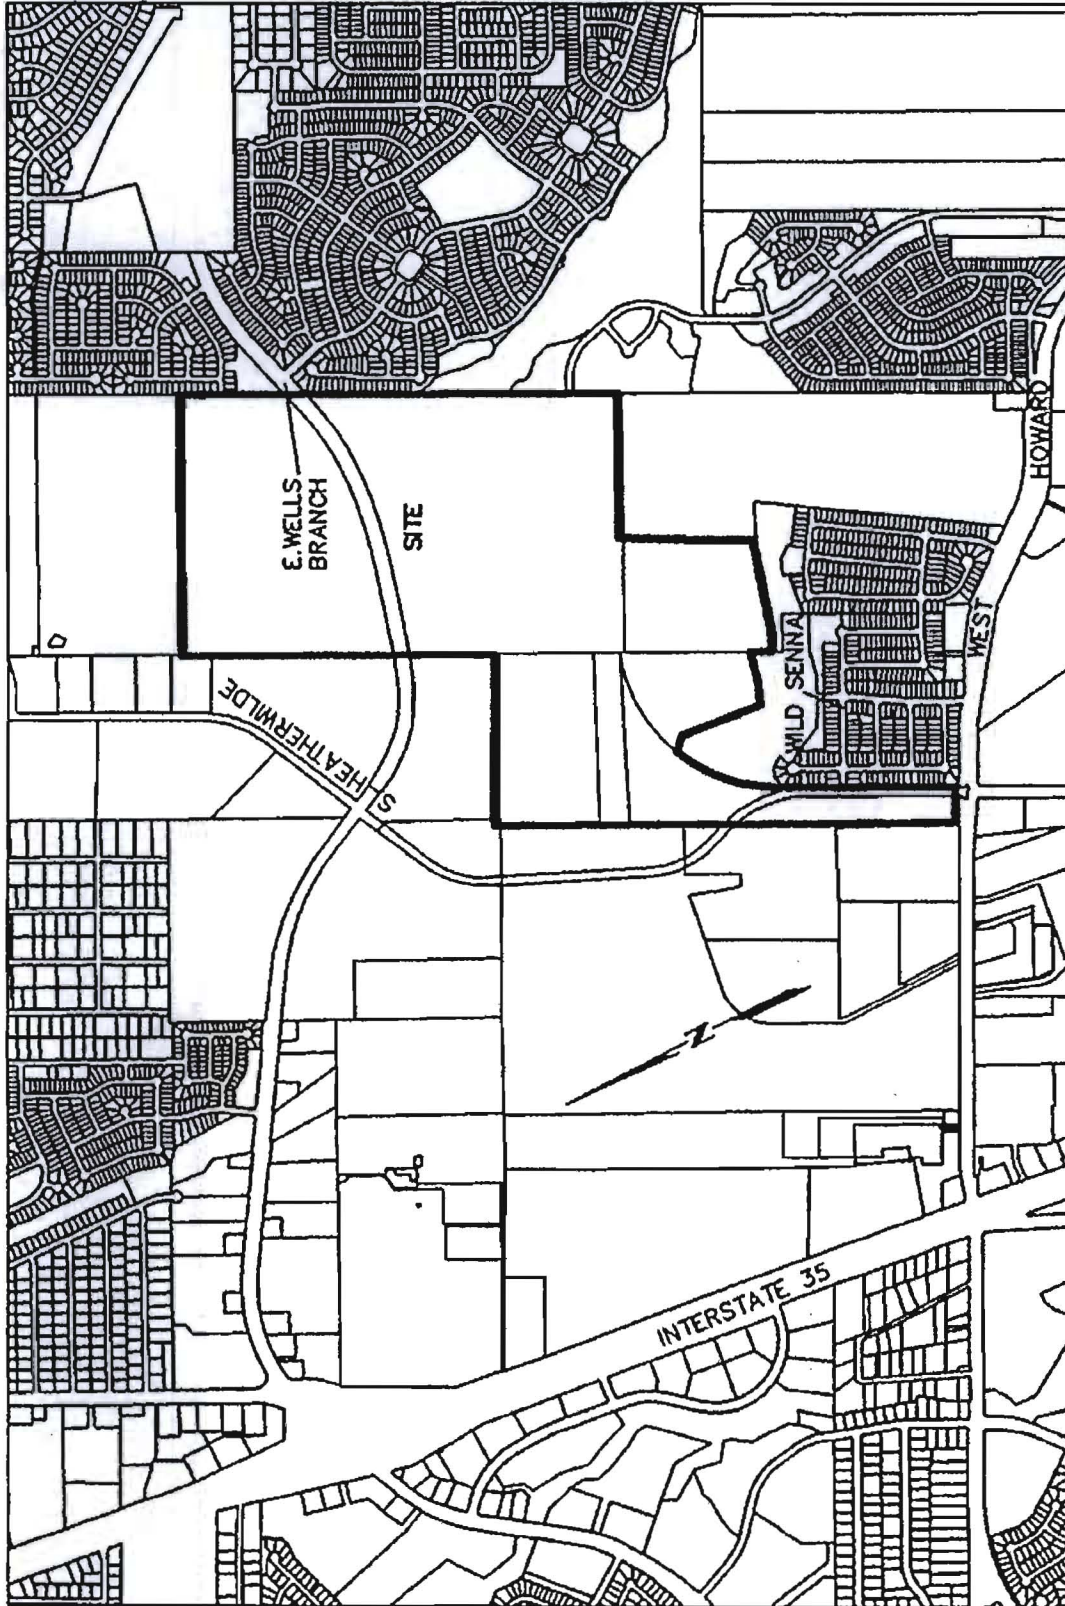 E. WELLS
BRANCH
SITE
S. HEATHERWILDE
WILD SENNA
WEST
HOWARD
N
INTERSTATE 35